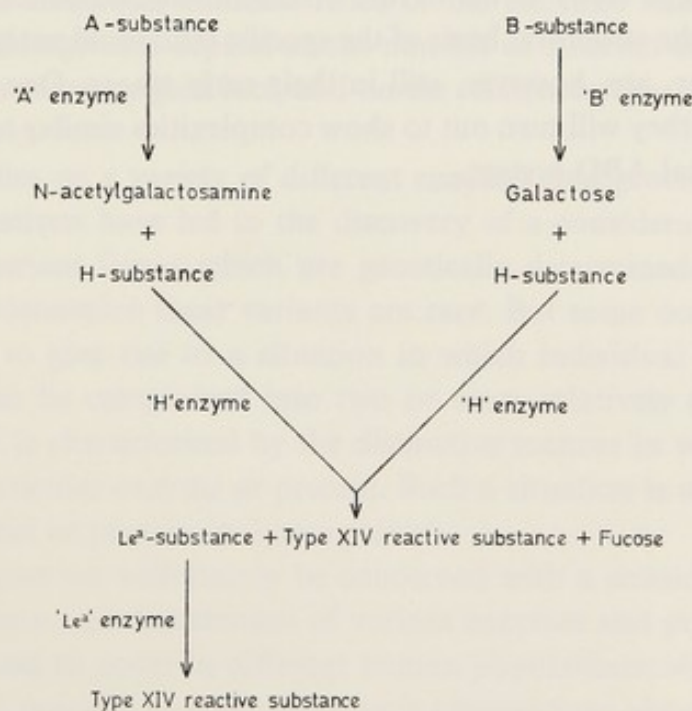 A-substance
B-substance
'A' enzyme
'B' enzyme
N-acetylgalactosamine
Galactose
+
+
H-substance
H-substance
'H' enzyme
'H' enzyme
Leᵃ-substance + Type XIV reactive substance + Fucose
'Leᵃ' enzyme
Type XIV reactive substance